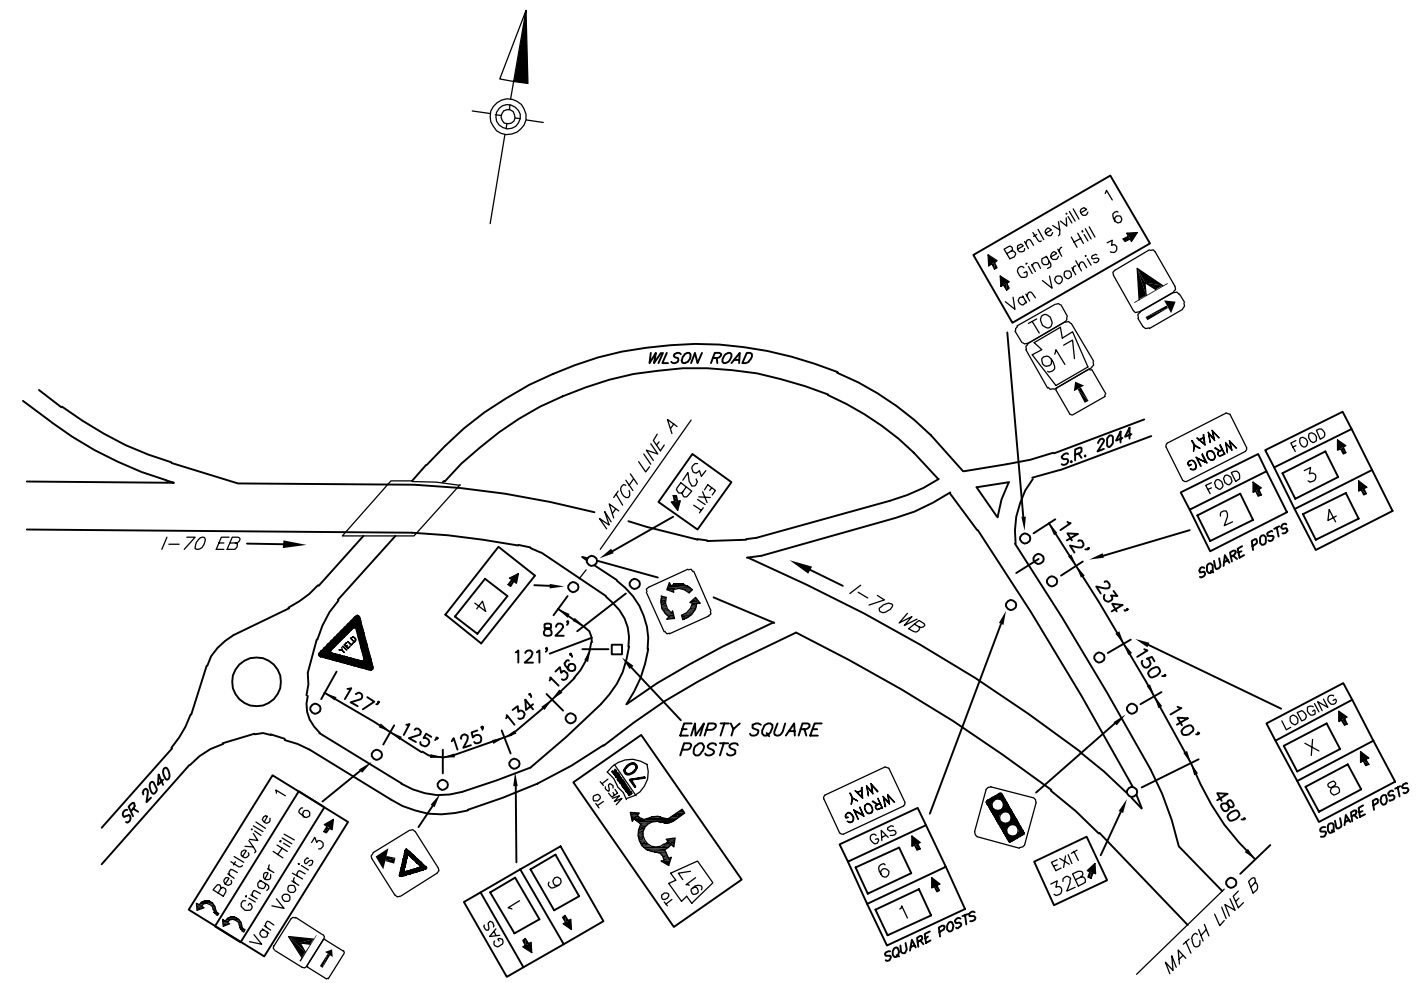 Bentleyville 1
Ginger Hill 6
Van Voorhis 3
TO
917
WILSON ROAD
MATCH LINE A
EXIT
32B
S.R. 2044
WRONG
WAY
FOOD
2
SQUARE POSTS
FOOD
3
4
I-70 EB
4
I-70 WB
142'
234'
150'
140'
480'
82'
121'
136'
134'
125'
125'
127'
YIELD
EMPTY SQUARE
POSTS
LODGING
X
8
SQUARE POSTS
SR 2040
Bentleyville 1
Ginger Hill 6
Van Voorhis 3
GAS
1
6
WEST
70
TO
TO
917
WRONG
WAY
GAS
6
1
SQUARE POSTS
EXIT
32B
MATCH LINE B